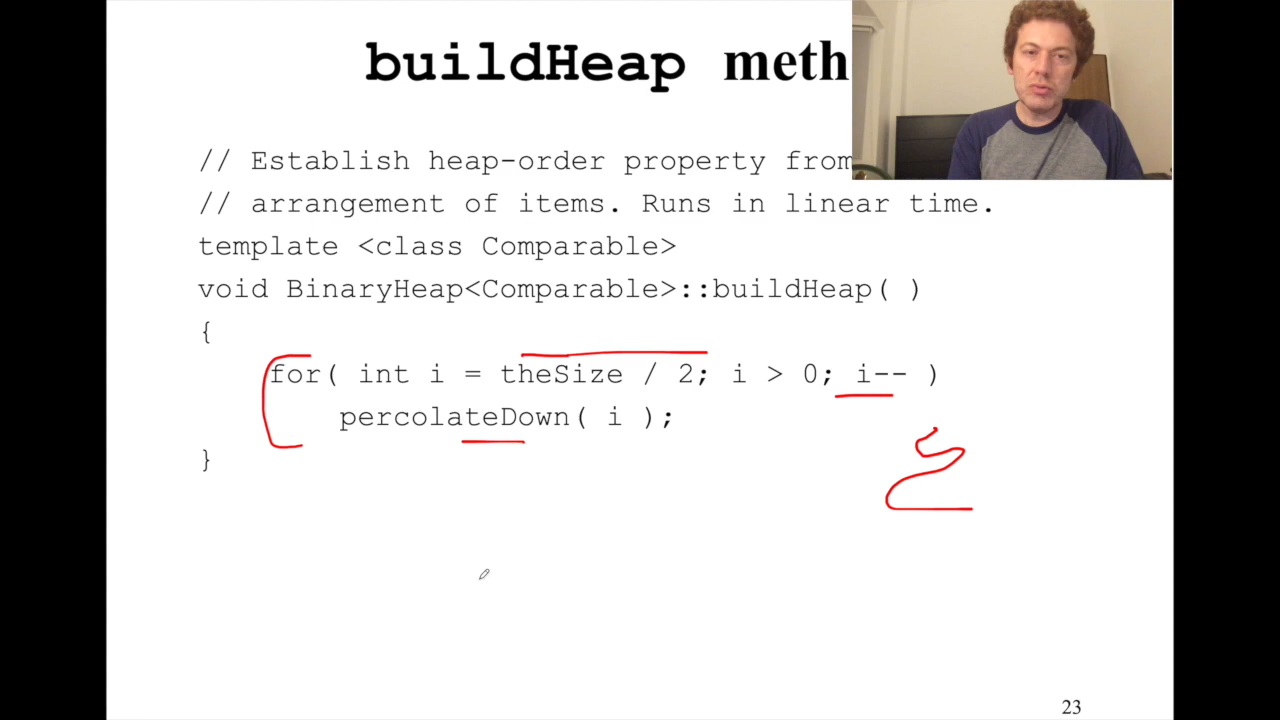 buildHeap meth
// Establish heap-order property from
// arrangement of items. Runs in linear time.
template <class Comparable>
void BinaryHeap<Comparable>::buildHeap( )
{
for( int i = theSize / 2; i > 0; i-- )
percolateDown( i );
}
23